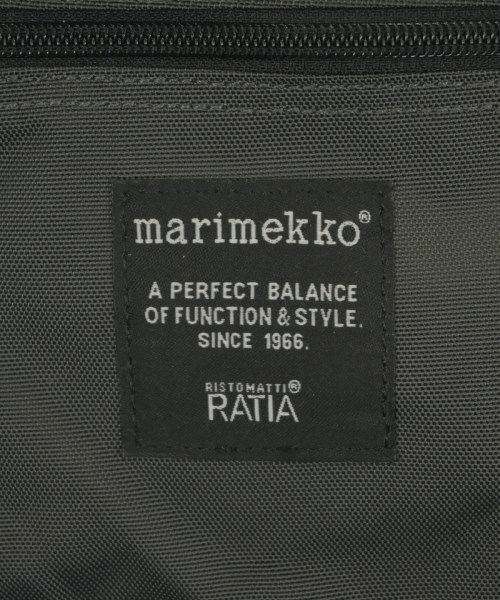 marimekko®
A PERFECT BALANCE
OF FUNCTION & STYLE.
SINCE 1966.
RISTOMATTI®
RATIA